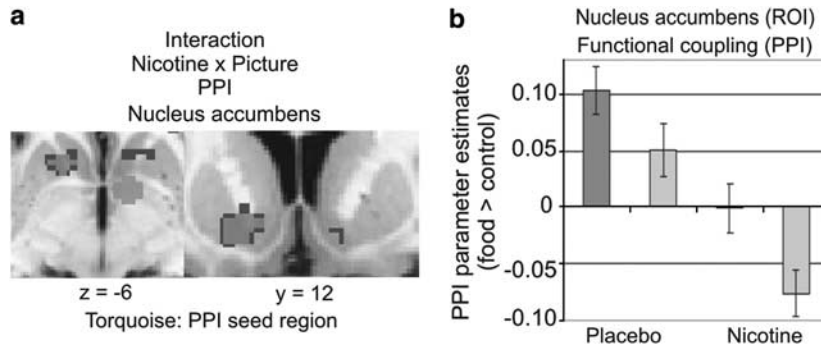 a
Interaction
Nicotine x Picture
PPI
Nucleus accumbens
z = -6
y = 12
Torquoise: PPI seed region
b
Nucleus accumbens (ROI)
Functional coupling (PPI)
PPI parameter estimates
(food > control)
0.10
0.05
0
-0.05
-0.10
Placebo
Nicotine